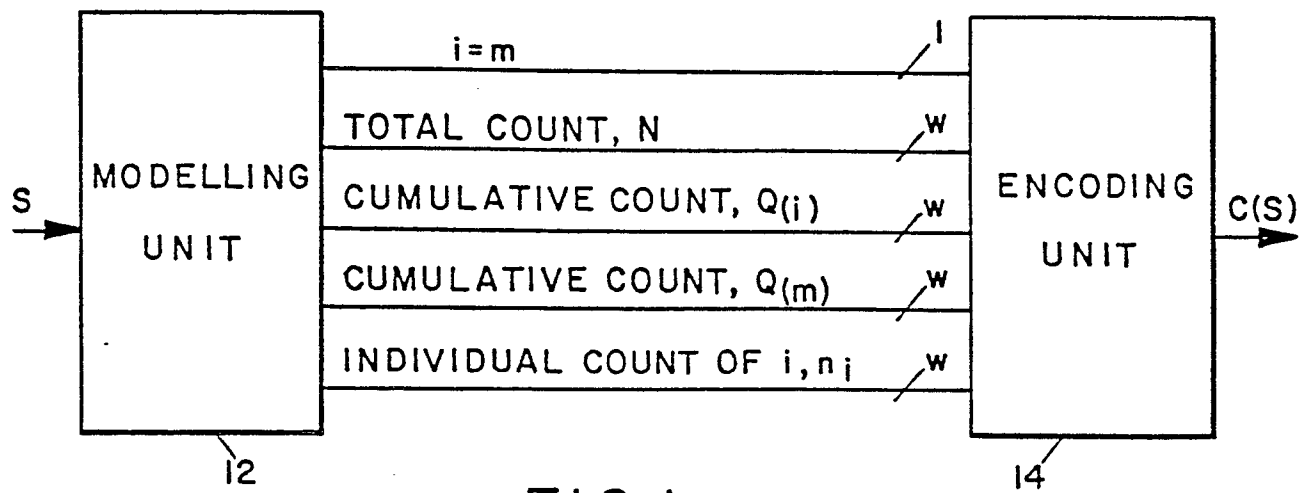 i=m
1
TOTAL COUNT, N
W
MODELLING UNIT
S
CUMULATIVE COUNT, Q(i)
W
ENCODING UNIT
C(S)
CUMULATIVE COUNT, Q(m)
W
INDIVIDUAL COUNT OF i, ni
W
12
14